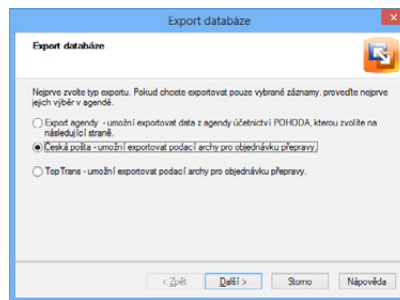 Export databáze
Export databáze
Nejprve zvolte typ exportu. Pokud chcete exportovat pouze vybrané záznamy, proveďte nejprve
jejich výběr v agendě.
Export agendy - umožní exportovat data z agendy účetnictví POHODA, kterou zvolíte na
následující straně.
Česká pošta - umožní exportovat podací archy pro objednávku přepravy.
TopTrans - umožní exportovat podací archy pro objednávku přepravy.
< Zpět Další > Storno Nápověda